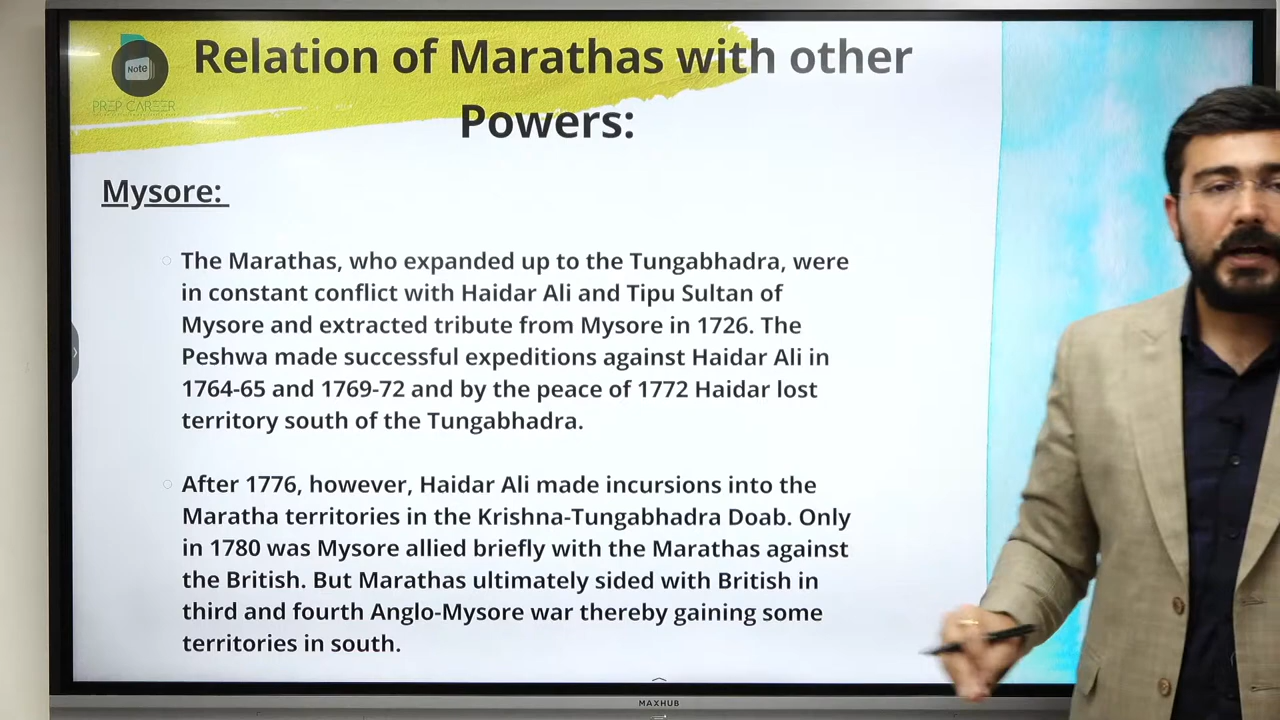 Relation of Marathas with other
Powers:
Note
PREP CAREER
Mysore:
The Marathas, who expanded up to the Tungabhadra, were
in constant conflict with Haidar Ali and Tipu Sultan of
Mysore and extracted tribute from Mysore in 1726. The
Peshwa made successful expeditions against Haidar Ali in
1764-65 and 1769-72 and by the peace of 1772 Haidar lost
territory south of the Tungabhadra.
After 1776, however, Haidar Ali made incursions into the
Maratha territories in the Krishna-Tungabhadra Doab. Only
in 1780 was Mysore allied briefly with the Marathas against
the British. But Marathas ultimately sided with British in
third and fourth Anglo-Mysore war thereby gaining some
territories in south.
MAXHUB